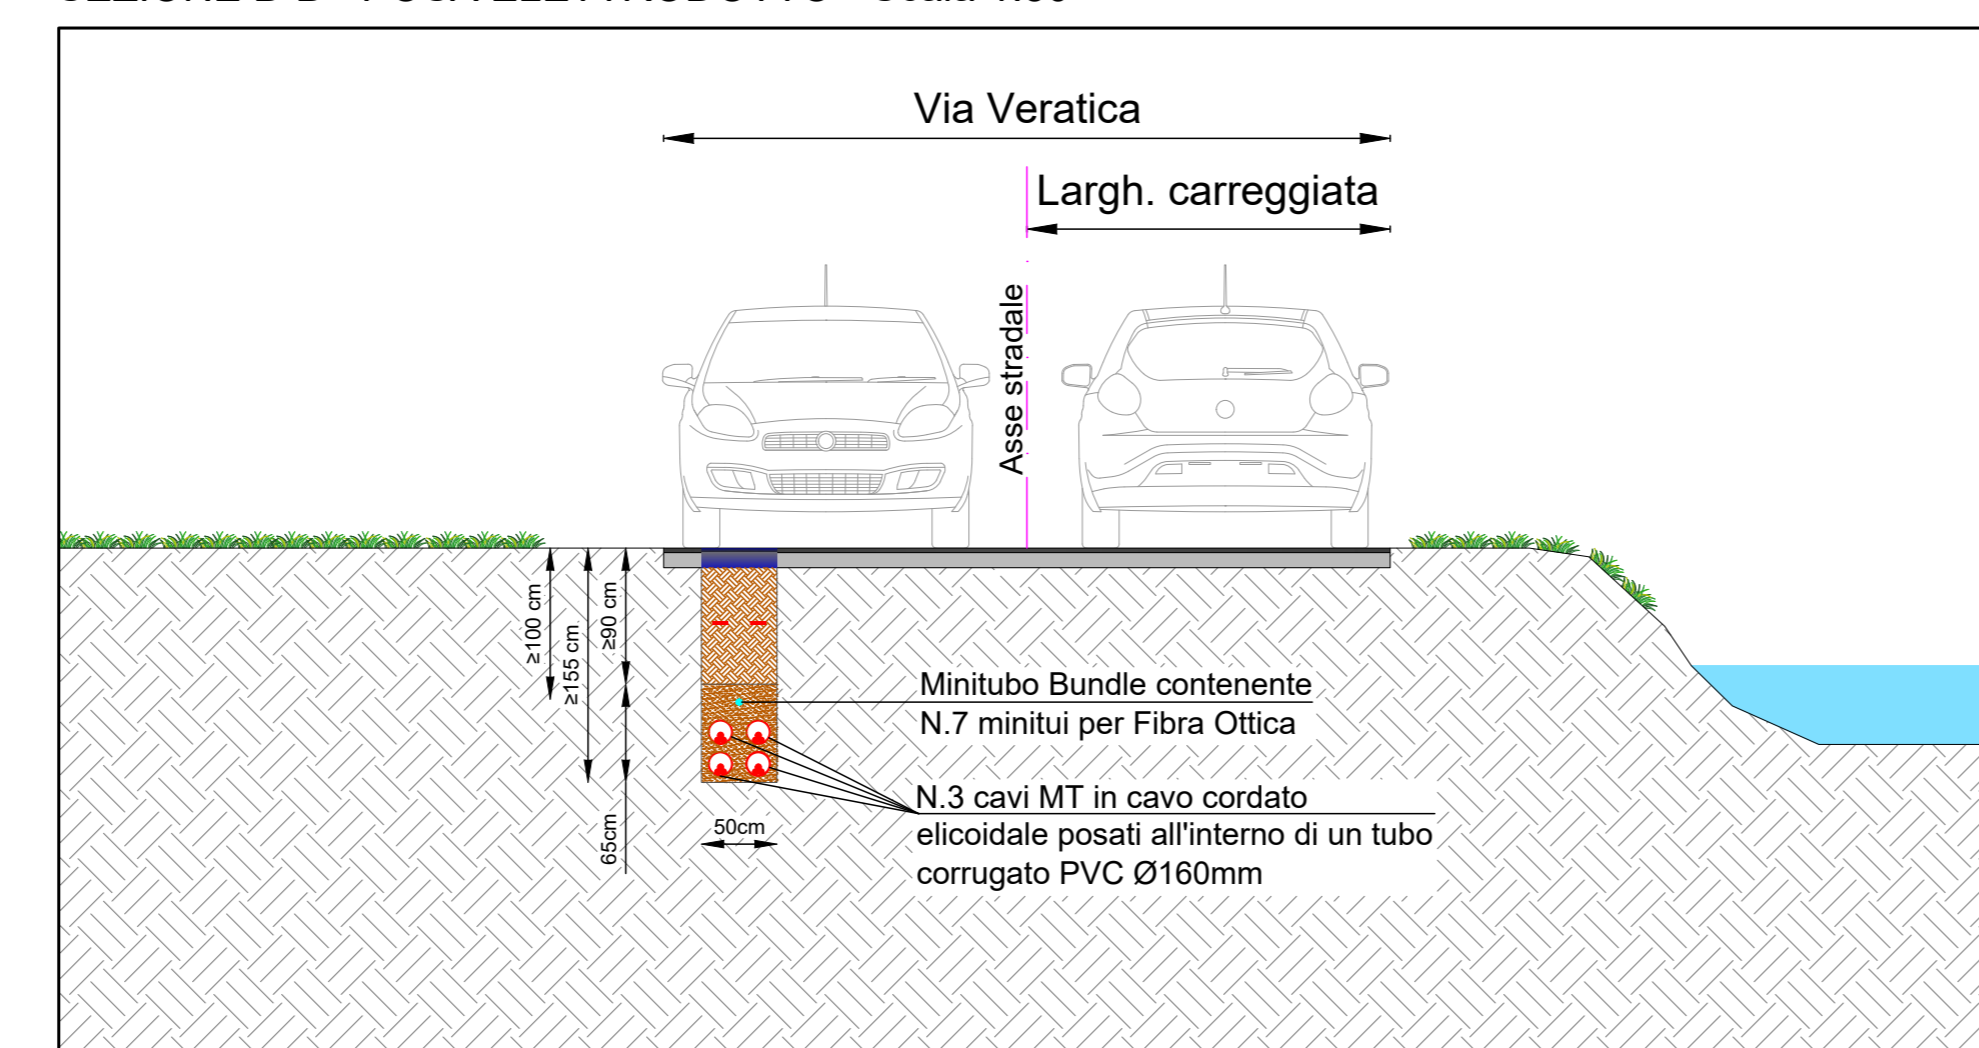 Via Veratica
Largh. carreggiata
Asse stradale
≥100 cm
≥155 cm
≥90 cm
65cm
50cm
Minitubo Bundle contenente
N.7 minitui per Fibra Ottica
N.3 cavi MT in cavo cordato
elicoidale posati all'interno di un tubo
corrugato PVC Ø160mm